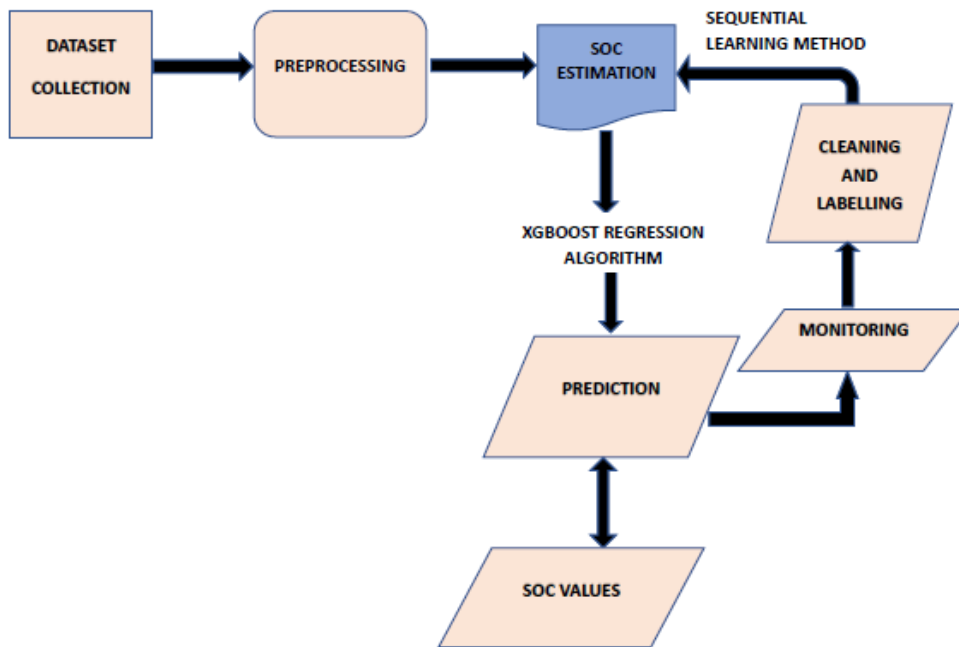 DATASET
COLLECTION
PREPROCESSING
SOC
ESTIMATION
SEQUENTIAL
LEARNING METHOD
CLEANING
AND
LABELLING
XGBOOST REGRESSION
ALGORITHM
MONITORING
PREDICTION
SOC VALUES